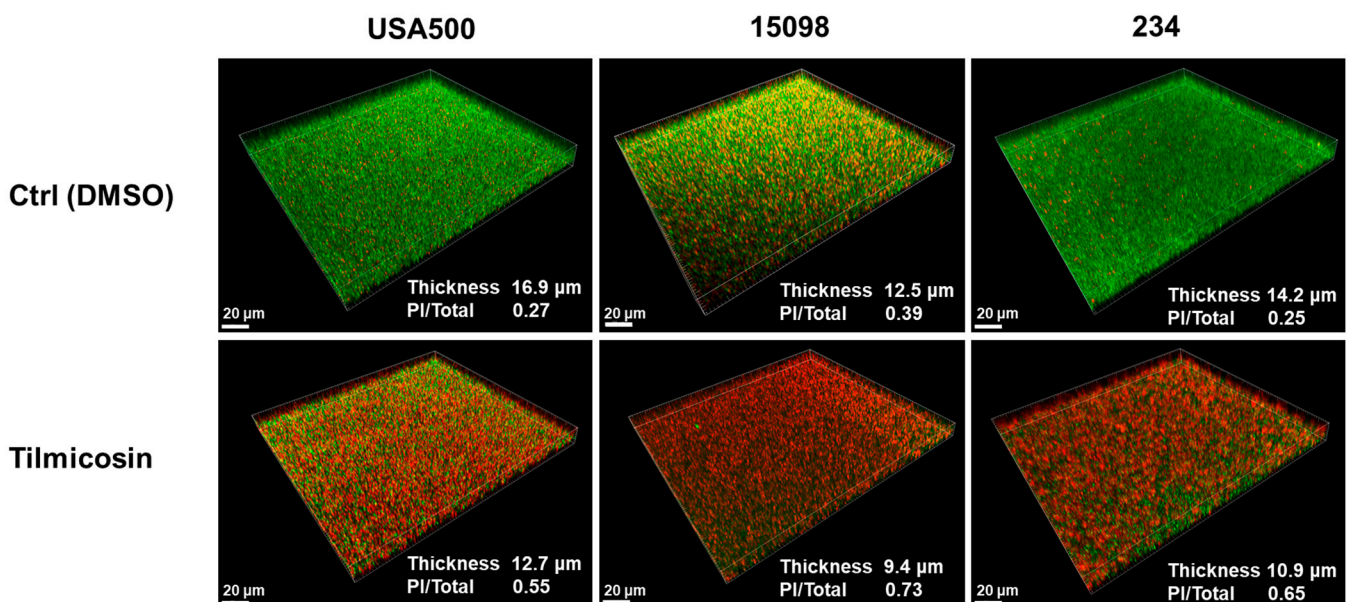 USA500
15098
234
Ctrl (DMSO)
Thickness 16.9 µm
PI/Total 0.27
20 µm
Thickness 12.5 µm
PI/Total 0.39
20 µm
Thickness 14.2 µm
PI/Total 0.25
20 µm
Tilmicosin
Thickness 12.7 µm
PI/Total 0.55
20 µm
Thickness 9.4 µm
PI/Total 0.73
20 µm
Thickness 10.9 µm
PI/Total 0.65
20 µm